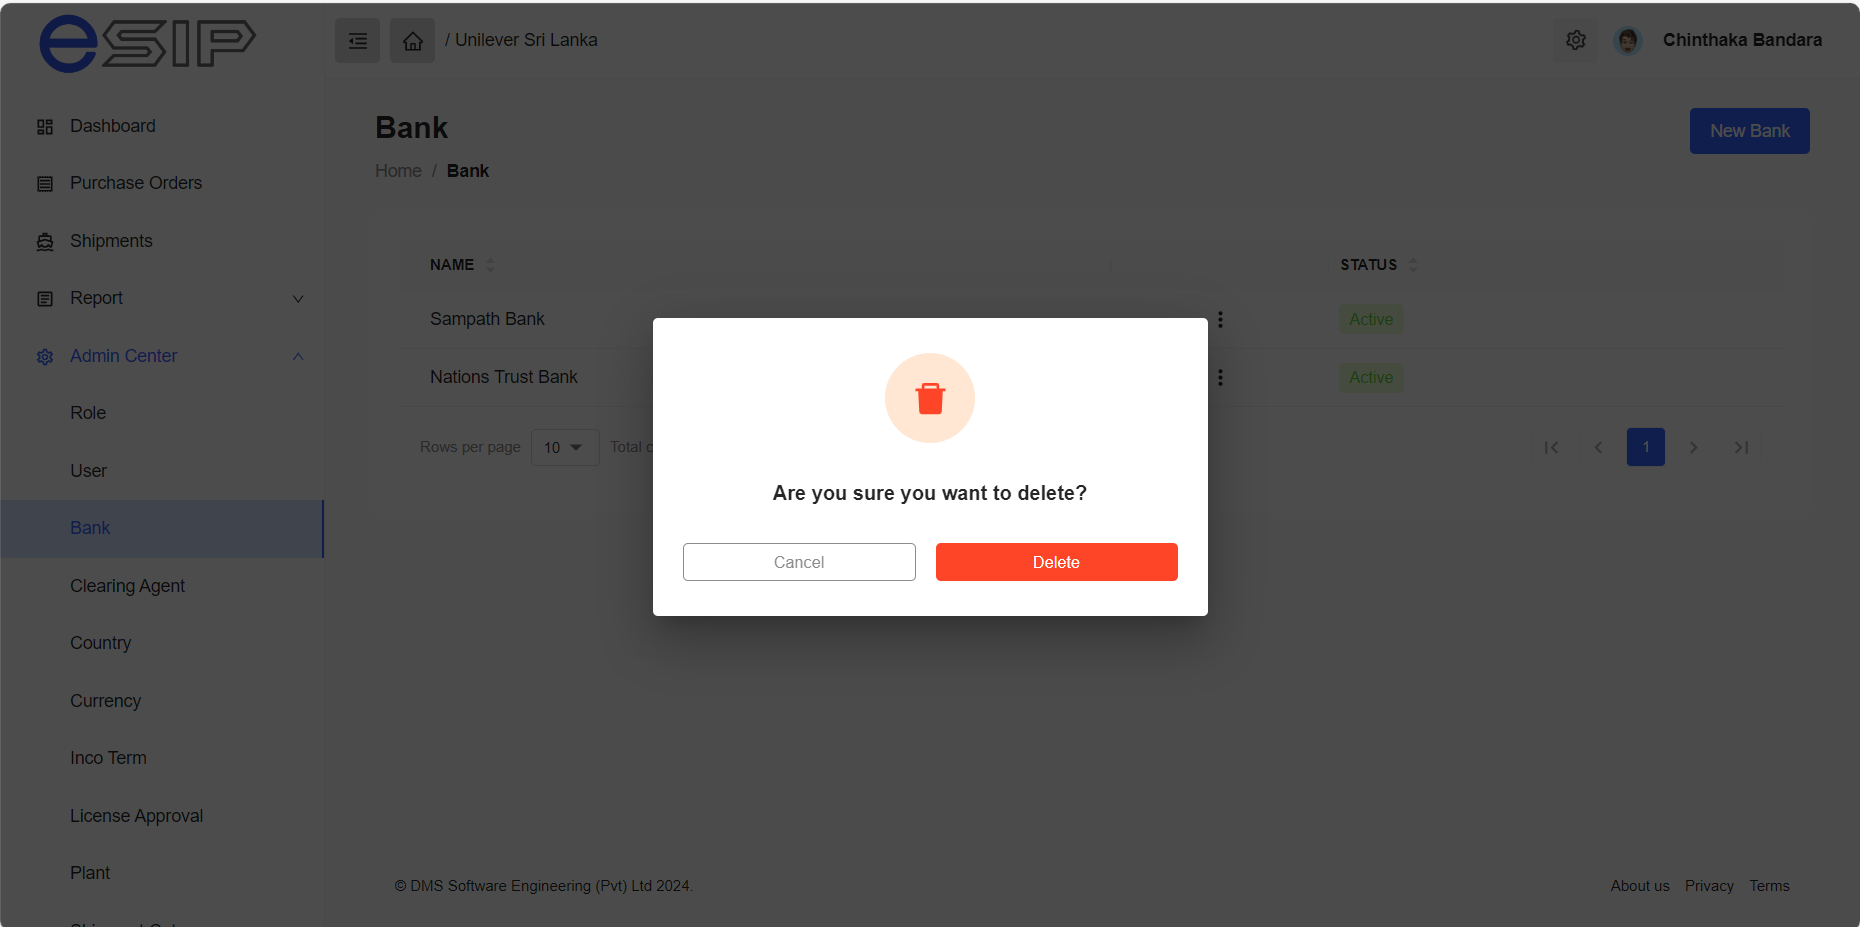 eSIP
/ Unilever Sri Lanka
Chinthaka Bandara
Dashboard
Purchase Orders
Shipments
Report
Admin Center
Role
User
Bank
Clearing Agent
Country
Currency
Inco Term
License Approval
Plant
Bank
New Bank
Home / Bank
NAME STATUS
Sampath Bank Active
Nations Trust Bank Active
Rows per page 10 Total
1
Are you sure you want to delete?
Cancel Delete
© DMS Software Engineering (Pvt) Ltd 2024.
About us Privacy Terms